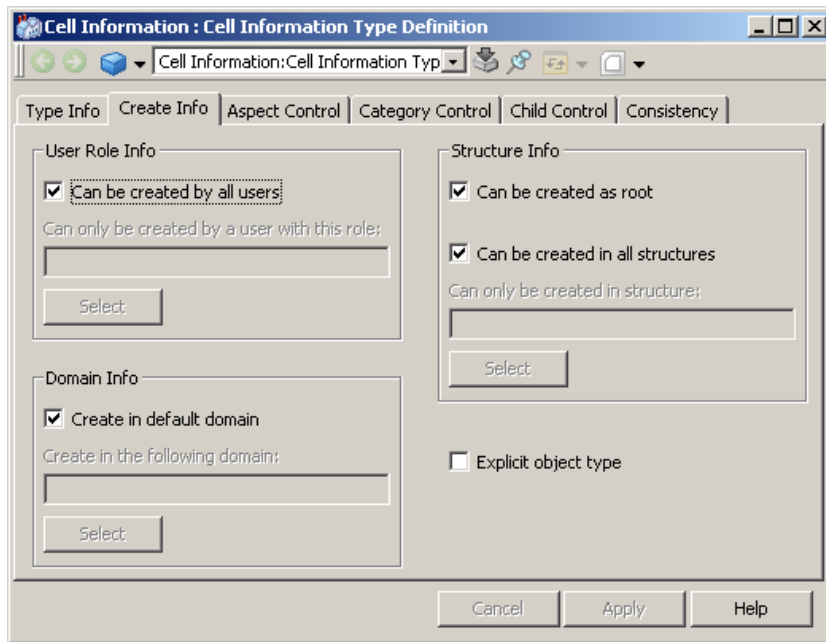 Cell Information : Cell Information Type Definition
Cell Information:Cell Information Typ
Type Info Create Info Aspect Control Category Control Child Control Consistency
User Role Info
Can be created by all users
Can only be created by a user with this role:
Select
Structure Info
Can be created as root
Can be created in all structures
Can only be created in structure:
Select
Domain Info
Create in default domain
Create in the following domain:
Select
Explicit object type
Cancel Apply Help